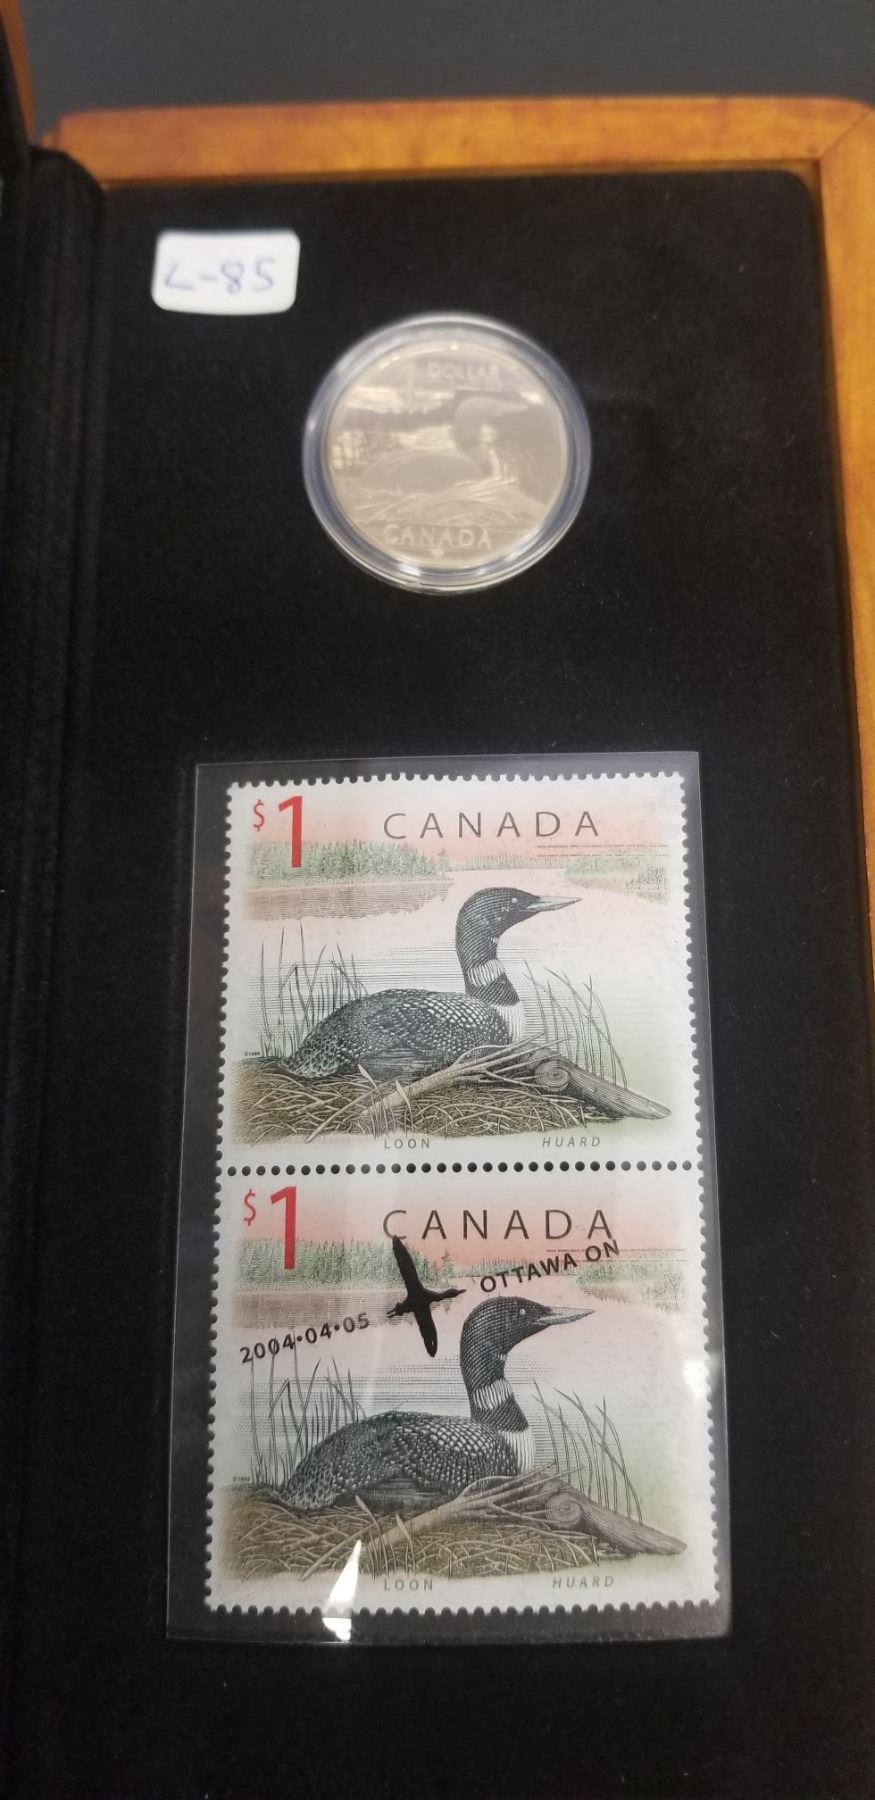 L-85
DOLLAR
CANADA
$1
CANADA
LOON
HUARD
$1
CANADA
OTTAWA ON
2004•04•05
LOON
HUARD